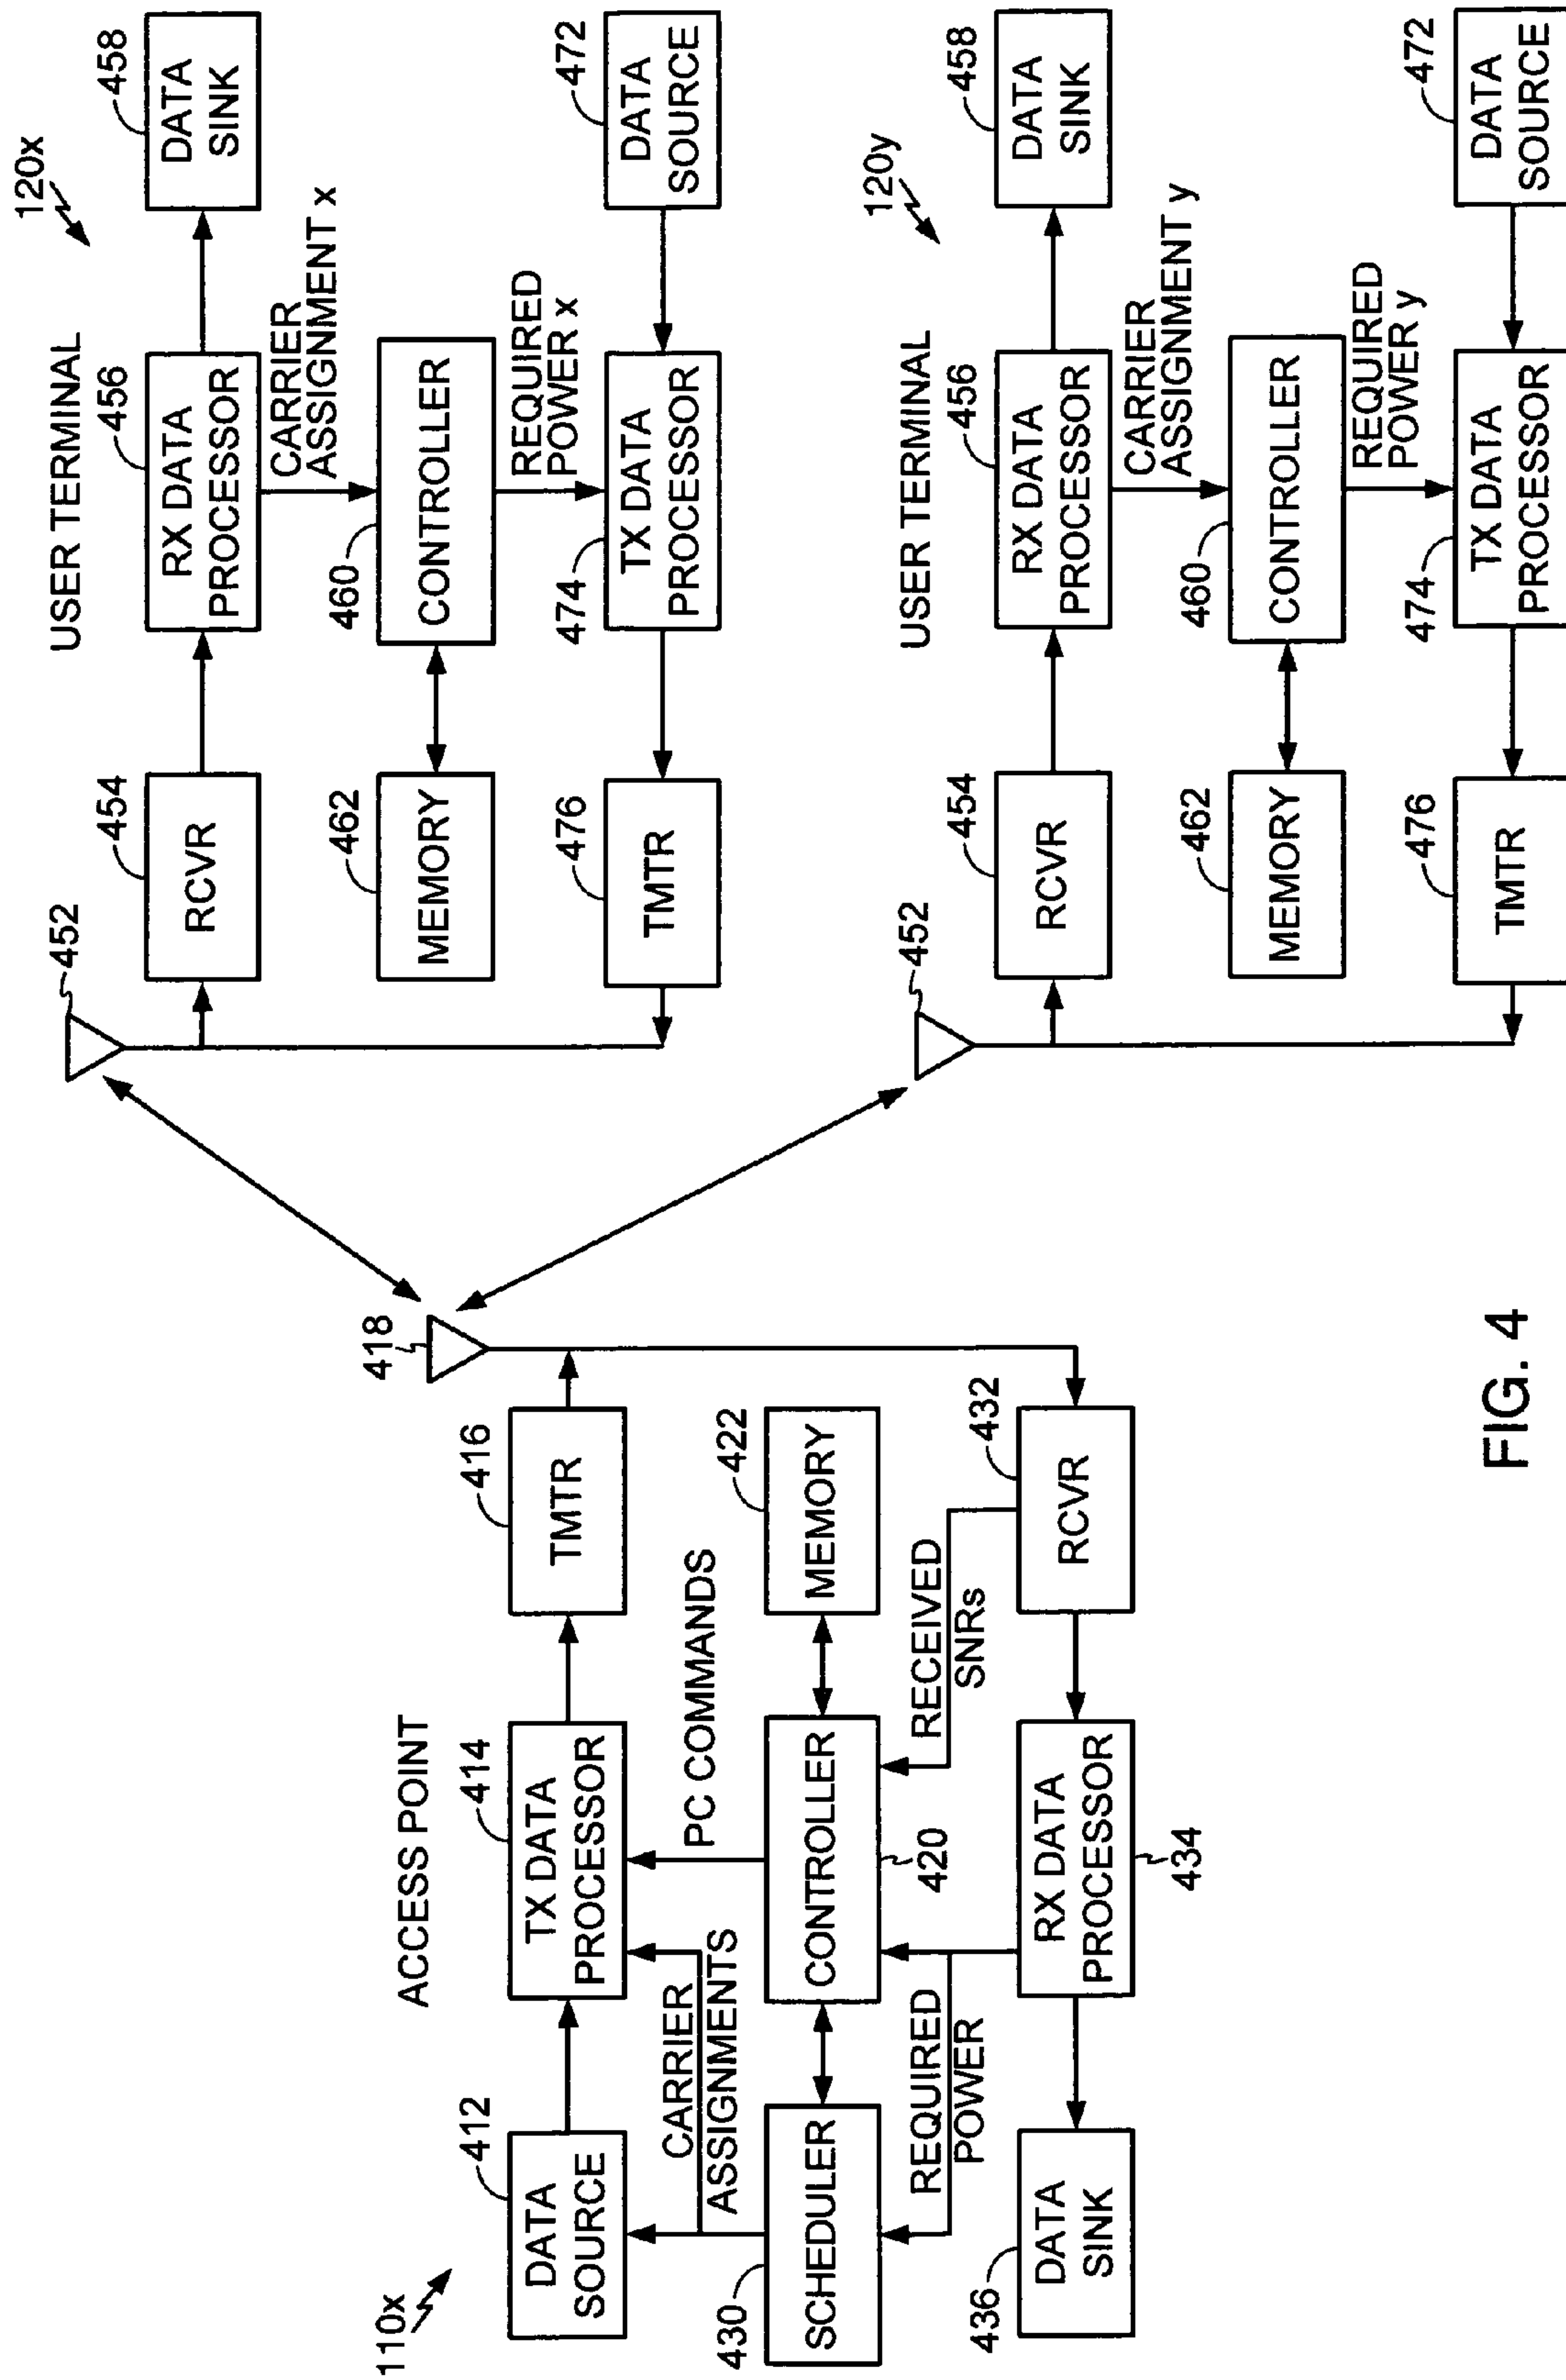 110x
ACCESS POINT
412
DATA
SOURCE
414
TX DATA
PROCESSOR
416
TMTR
418
CARRIER
ASSIGNMENTS
PC COMMANDS
430
SCHEDULER
CONTROLLER
420
422
MEMORY
REQUIRED
POWER
RECEIVED
SNRs
436
DATA
SINK
RX DATA
PROCESSOR
434
432
RCVR
USER TERMINAL
120x
452
454
RCVR
456
RX DATA
PROCESSOR
458
DATA
SINK
CARRIER
ASSIGNMENT x
462
MEMORY
460
CONTROLLER
REQUIRED
POWER x
476
TMTR
474
TX DATA
PROCESSOR
472
DATA
SOURCE
USER TERMINAL
120y
452
454
RCVR
456
RX DATA
PROCESSOR
458
DATA
SINK
CARRIER
ASSIGNMENT y
462
MEMORY
460
CONTROLLER
REQUIRED
POWER y
476
TMTR
474
TX DATA
PROCESSOR
472
DATA
SOURCE
FIG. 4